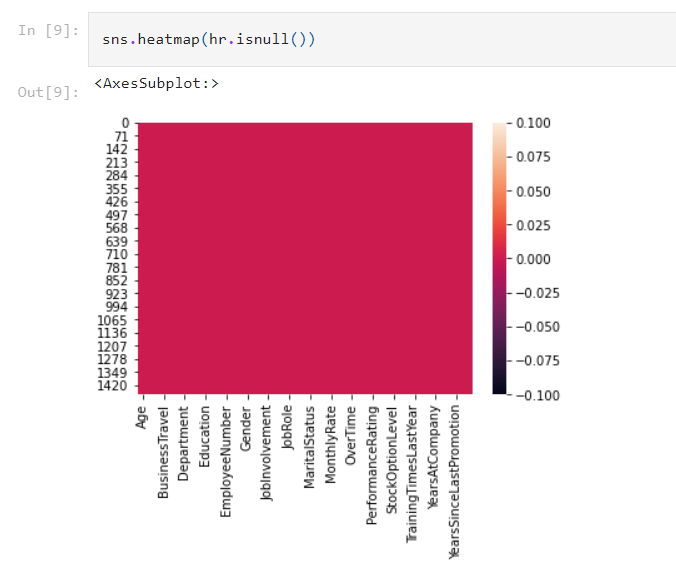 In [9]:
sns.heatmap(hr.isnull())
Out[9]:
<AxesSubplot:>
0
71
142
213
284
355
426
497
568
639
710
781
852
923
994
1065
1136
1207
1278
1349
1420
0.100
0.075
0.050
0.025
0.000
−0.025
−0.050
−0.075
−0.100
Age
BusinessTravel
Department
Education
EmployeeNumber
Gender
JobInvolvement
JobRole
MaritalStatus
MonthlyRate
OverTime
PerformanceRating
StockOptionLevel
TrainingTimesLastYear
YearsAtCompany
YearsSinceLastPromotion